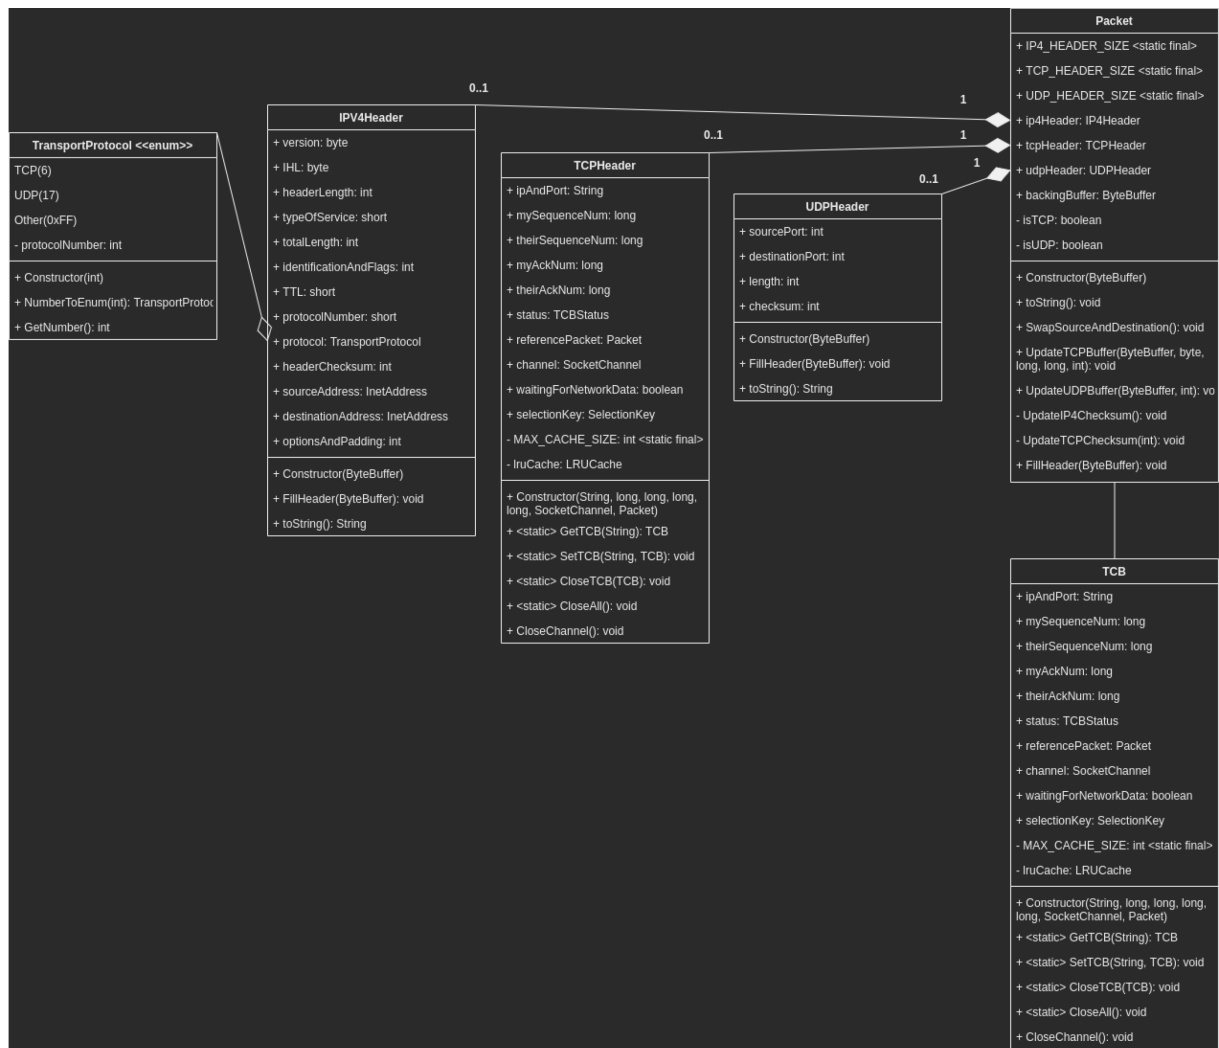 TransportProtocol <<enum>>
TCP(6)
UDP(17)
Other(0xFF)
- protocolNumber: int
+ Constructor(int)
+ NumberToEnum(int): TransportProtoc
+ GetNumber(): int
0..1
1
IPV4Header
+ version: byte
+ IHL: byte
+ headerLength: int
+ typeOfService: short
+ totalLength: int
+ identificationAndFlags: int
+ TTL: short
+ protocolNumber: short
+ protocol: TransportProtocol
+ headerChecksum: int
+ sourceAddress: InetAddress
+ destinationAddress: InetAddress
+ optionsAndPadding: int
+ Constructor(ByteBuffer)
+ FillHeader(ByteBuffer): void
+ toString(): String
0..1
1
TCPHeader
+ ipAndPort: String
+ mySequenceNum: long
+ theirSequenceNum: long
+ myAckNum: long
+ theirAckNum: long
+ status: TCBStatus
+ referencePacket: Packet
+ channel: SocketChannel
+ waitingForNetworkData: boolean
+ selectionKey: SelectionKey
- MAX_CACHE_SIZE: int <static final>
- lruCache: LRUCache
+ Constructor(String, long, long, long,
long, SocketChannel, Packet)
+ <static> GetTCB(String): TCB
+ <static> SetTCB(String, TCB): void
+ <static> CloseTCB(TCB): void
+ <static> CloseAll(): void
+ CloseChannel(): void
0..1
1
UDPHeader
+ sourcePort: int
+ destinationPort: int
+ length: int
+ checksum: int
+ Constructor(ByteBuffer)
+ FillHeader(ByteBuffer): void
+ toString(): String
Packet
+ IP4_HEADER_SIZE <static final>
+ TCP_HEADER_SIZE <static final>
+ UDP_HEADER_SIZE <static final>
+ ip4Header: IP4Header
+ tcpHeader: TCPHeader
+ udpHeader: UDPHeader
+ backingBuffer: ByteBuffer
- isTCP: boolean
- isUDP: boolean
+ Constructor(ByteBuffer)
+ toString(): void
+ SwapSourceAndDestination(): void
+ UpdateTCPBuffer(ByteBuffer, byte,
long, long, int): void
+ UpdateUDPBuffer(ByteBuffer, int): vo
- UpdateIP4Checksum(): void
- UpdateTCPChecksum(int): void
+ FillHeader(ByteBuffer): void
TCB
+ ipAndPort: String
+ mySequenceNum: long
+ theirSequenceNum: long
+ myAckNum: long
+ theirAckNum: long
+ status: TCBStatus
+ referencePacket: Packet
+ channel: SocketChannel
+ waitingForNetworkData: boolean
+ selectionKey: SelectionKey
- MAX_CACHE_SIZE: int <static final>
- lruCache: LRUCache
+ Constructor(String, long, long, long,
long, SocketChannel, Packet)
+ <static> GetTCB(String): TCB
+ <static> SetTCB(String, TCB): void
+ <static> CloseTCB(TCB): void
+ <static> CloseAll(): void
+ CloseChannel(): void